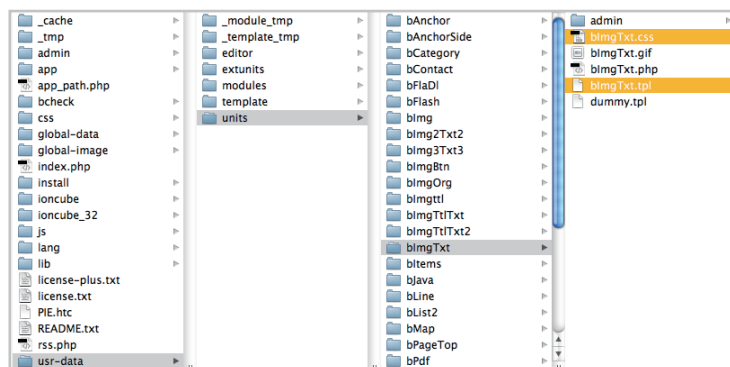 _cache
_tmp
admin
app
app_path.php
bcheck
css
global-data
global-image
index.php
install
ioncube
ioncube_32
js
lang
lib
license-plus.txt
license.txt
PIE.htc
README.txt
rss.php
usr-data
_module_tmp
_template_tmp
editor
extunits
modules
template
units
bAnchor
bAnchorSide
bCategory
bContact
bFlaDl
bFlash
bImg
bImg2Txt2
bImg3Txt3
bImgBtn
bImgOrg
bImgttl
bImgTtlTxt
bImgTtlTxt2
bImgTxt
bItems
bJava
bLine
bList2
bMap
bPageTop
bPdf
admin
bImgTxt.css
bImgTxt.gif
bImgTxt.php
bImgTxt.tpl
dummy.tpl